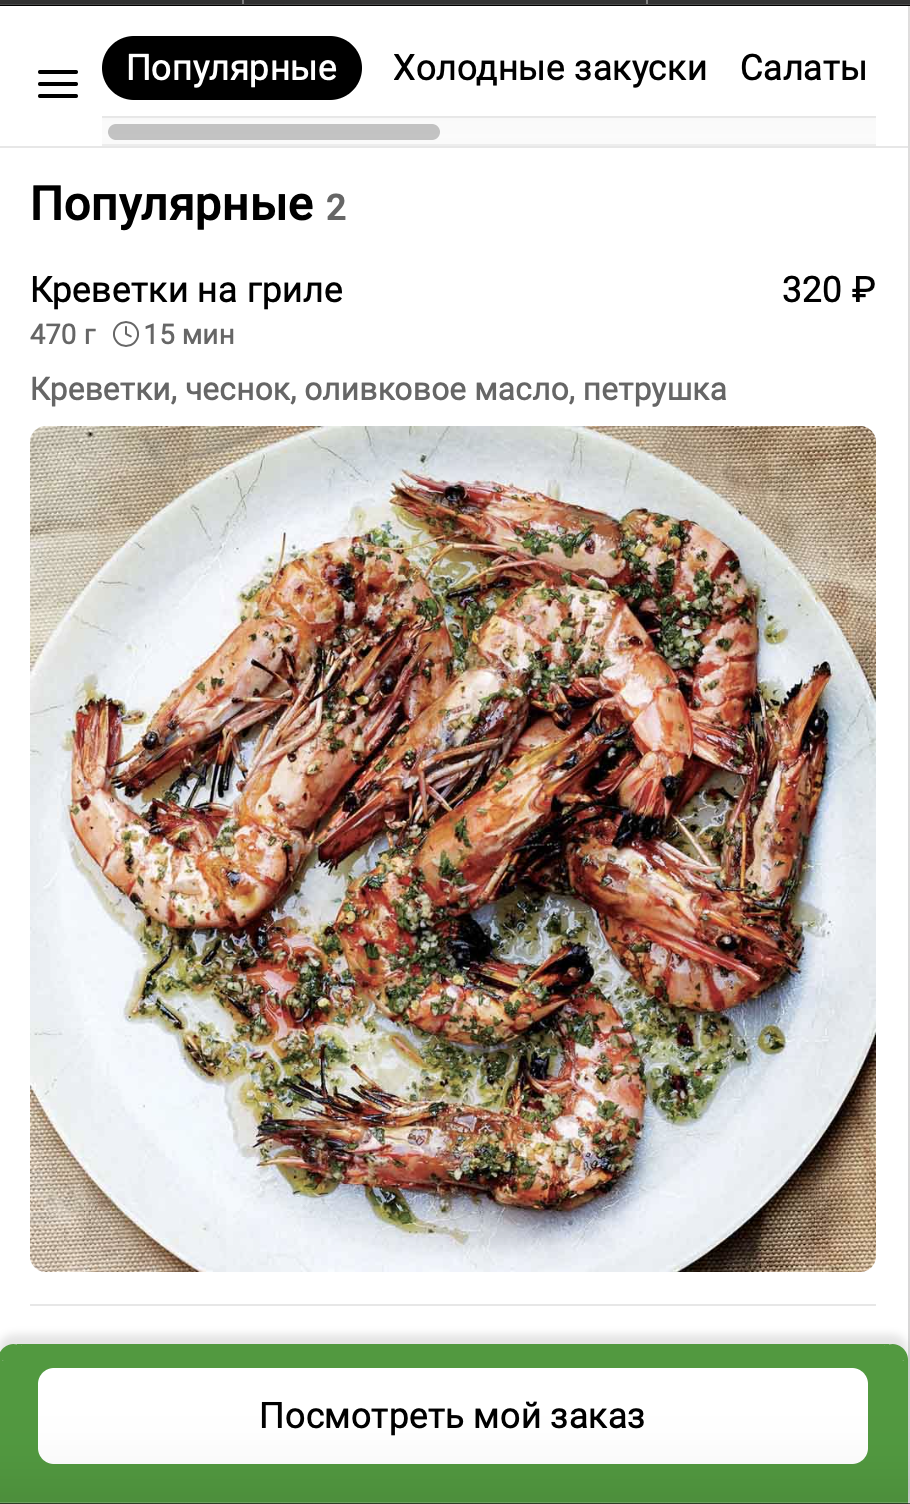 Популярные Холодные закуски Салаты
Популярные 2
Креветки на гриле 320 ₽
470 г 15 мин
Креветки, чеснок, оливковое масло, петрушка
Посмотреть мой заказ